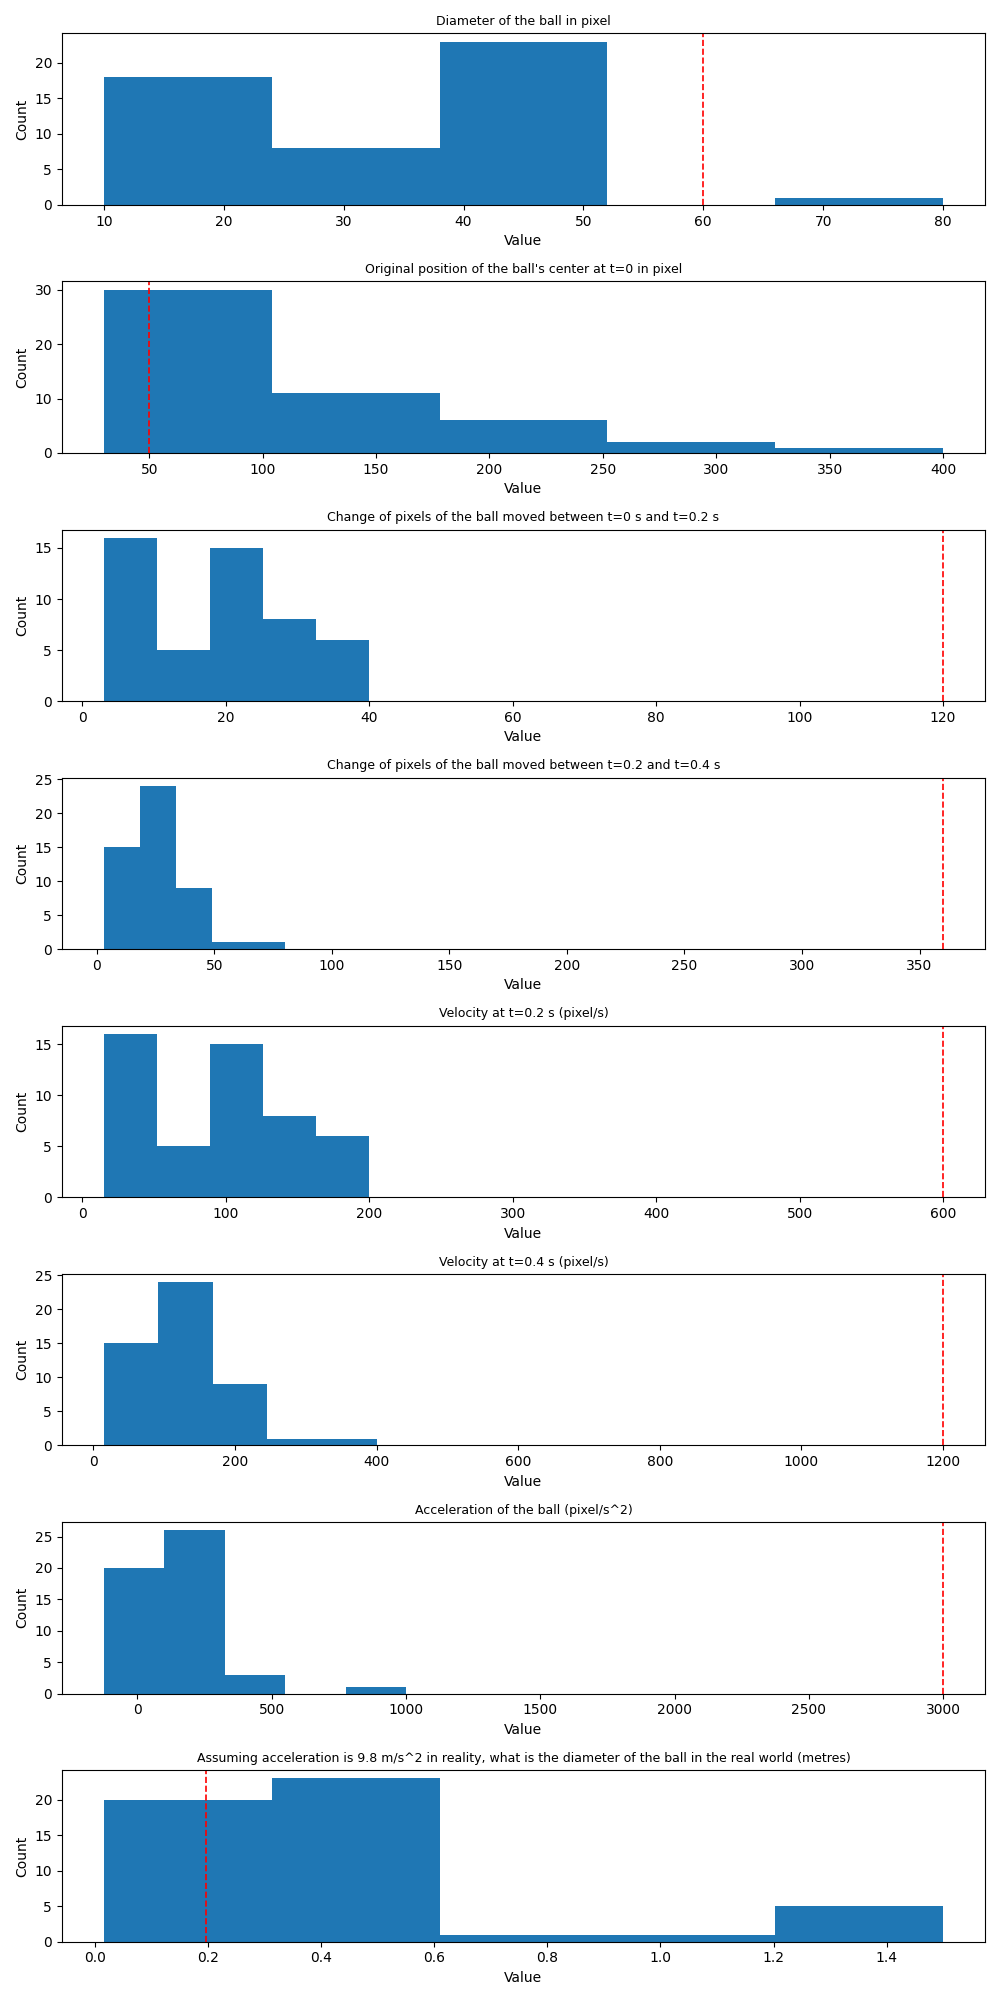 Diameter of the ball in pixel
Count
20
15
10
5
0
10 20 30 40 50 60 70 80
Value
Original position of the ball's center at t=0 in pixel
Count
30
20
10
0
50 100 150 200 250 300 350 400
Value
Change of pixels of the ball moved between t=0 s and t=0.2 s
Count
15
10
5
0
0 20 40 60 80 100 120
Value
Change of pixels of the ball moved between t=0.2 and t=0.4 s
Count
25
20
15
10
5
0
0 50 100 150 200 250 300 350
Value
Velocity at t=0.2 s (pixel/s)
Count
15
10
5
0
0 100 200 300 400 500 600
Value
Velocity at t=0.4 s (pixel/s)
Count
25
20
15
10
5
0
0 200 400 600 800 1000 1200
Value
Acceleration of the ball (pixel/s^2)
Count
25
20
15
10
5
0
0 500 1000 1500 2000 2500 3000
Value
Assuming acceleration is 9.8 m/s^2 in reality, what is the diameter of the ball in the real world (metres)
Count
20
15
10
5
0
0.0 0.2 0.4 0.6 0.8 1.0 1.2 1.4
Value